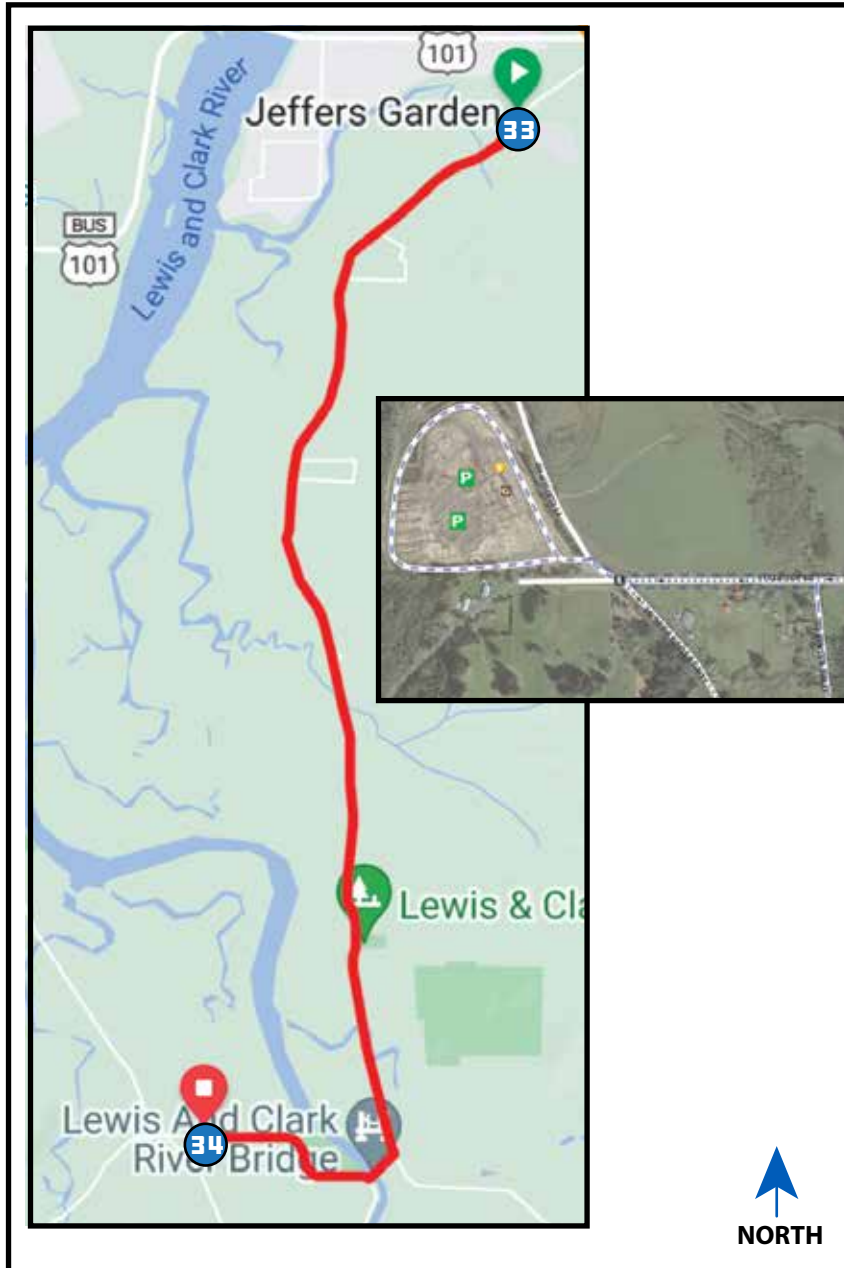 101
Jeffers Garden
33
Lewis and Clark River
BUS
101
P
P
Lewis & Cla
Lewis And Clark
River Bridge
34
NORTH